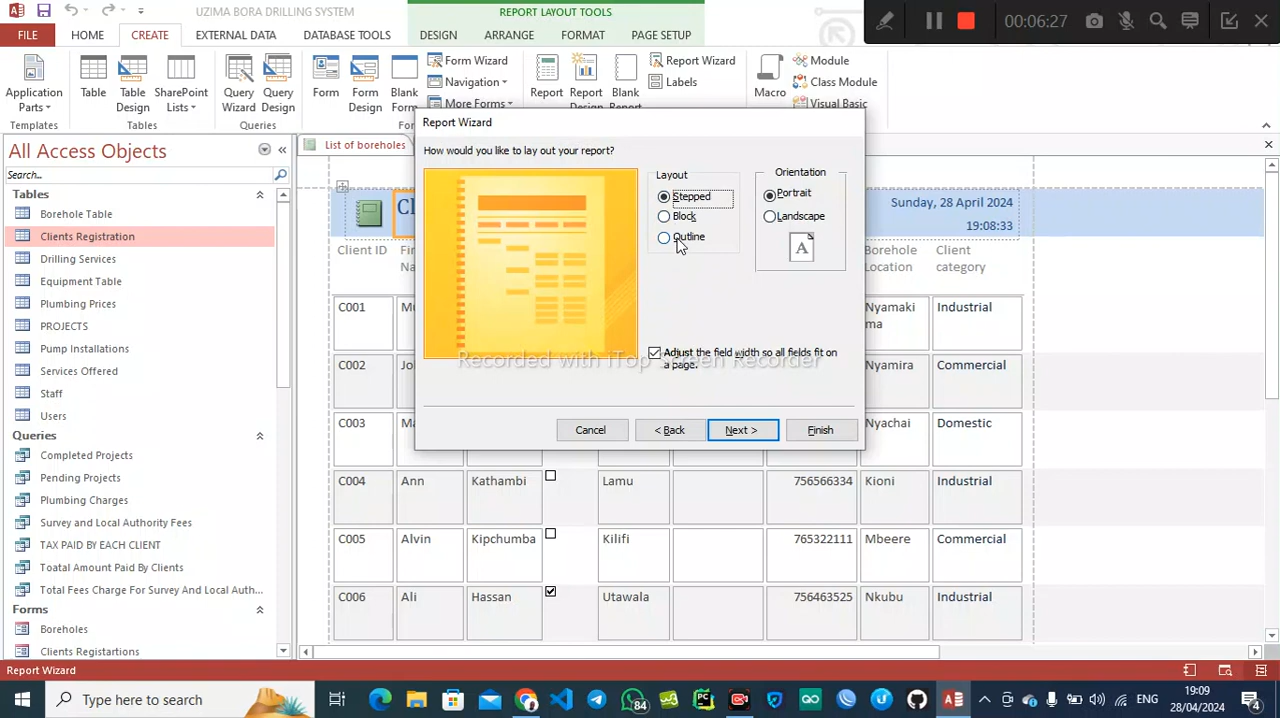 UZIMA BORA DRILLING SYSTEM
REPORT LAYOUT TOOLS
00:06:27
FILE HOME CREATE EXTERNAL DATA DATABASE TOOLS DESIGN ARRANGE FORMAT PAGE SETUP
Application Parts
Table
Table Design
SharePoint Lists
Query Wizard
Query Design
Form
Form Design
Blank
Form Wizard
Navigation
More Forms
Report
Report
Blank
Report Wizard
Labels
Macro
Module
Class Module
Visual Basic
Templates
Tables
Queries
All Access Objects
Search...
Tables
Borehole Table
Clients Registration
Drilling Services
Equipment Table
Plumbing Prices
PROJECTS
Pump Installations
Services Offered
Staff
Users
Queries
Completed Projects
Pending Projects
Plumbing Charges
Survey and Local Authority Fees
TAX PAID BY EACH CLIENT
Toatal Amount Paid By Clients
Total Fees Charge For Survey And Local Auth...
Forms
Boreholes
Clients Registartions
List of boreholes
Report Wizard
How would you like to lay out your report?
Layout
Stepped
Block
Outline
Orientation
Portrait
Landscape
A
Adjust the field width so all fields fit on
a page.
Cancel < Back Next > Finish
Recorded with iTop Screen Recorder
Sunday, 28 April 2024
19:08:33
Client ID
Borehole Location
Client category
C001 Nyamaki ma Industrial
C002 Nyamira Commercial
C003 Nyachai Domestic
C004 Ann Kathambi Lamu 756566334 Kioni Industrial
C005 Alvin Kipchumba Kilifi 765322111 Mbeere Commercial
C006 Ali Hassan Utawala 756463525 Nkubu Industrial
Report Wizard
Type here to search
84
ENG
19:09
28/04/2024
4